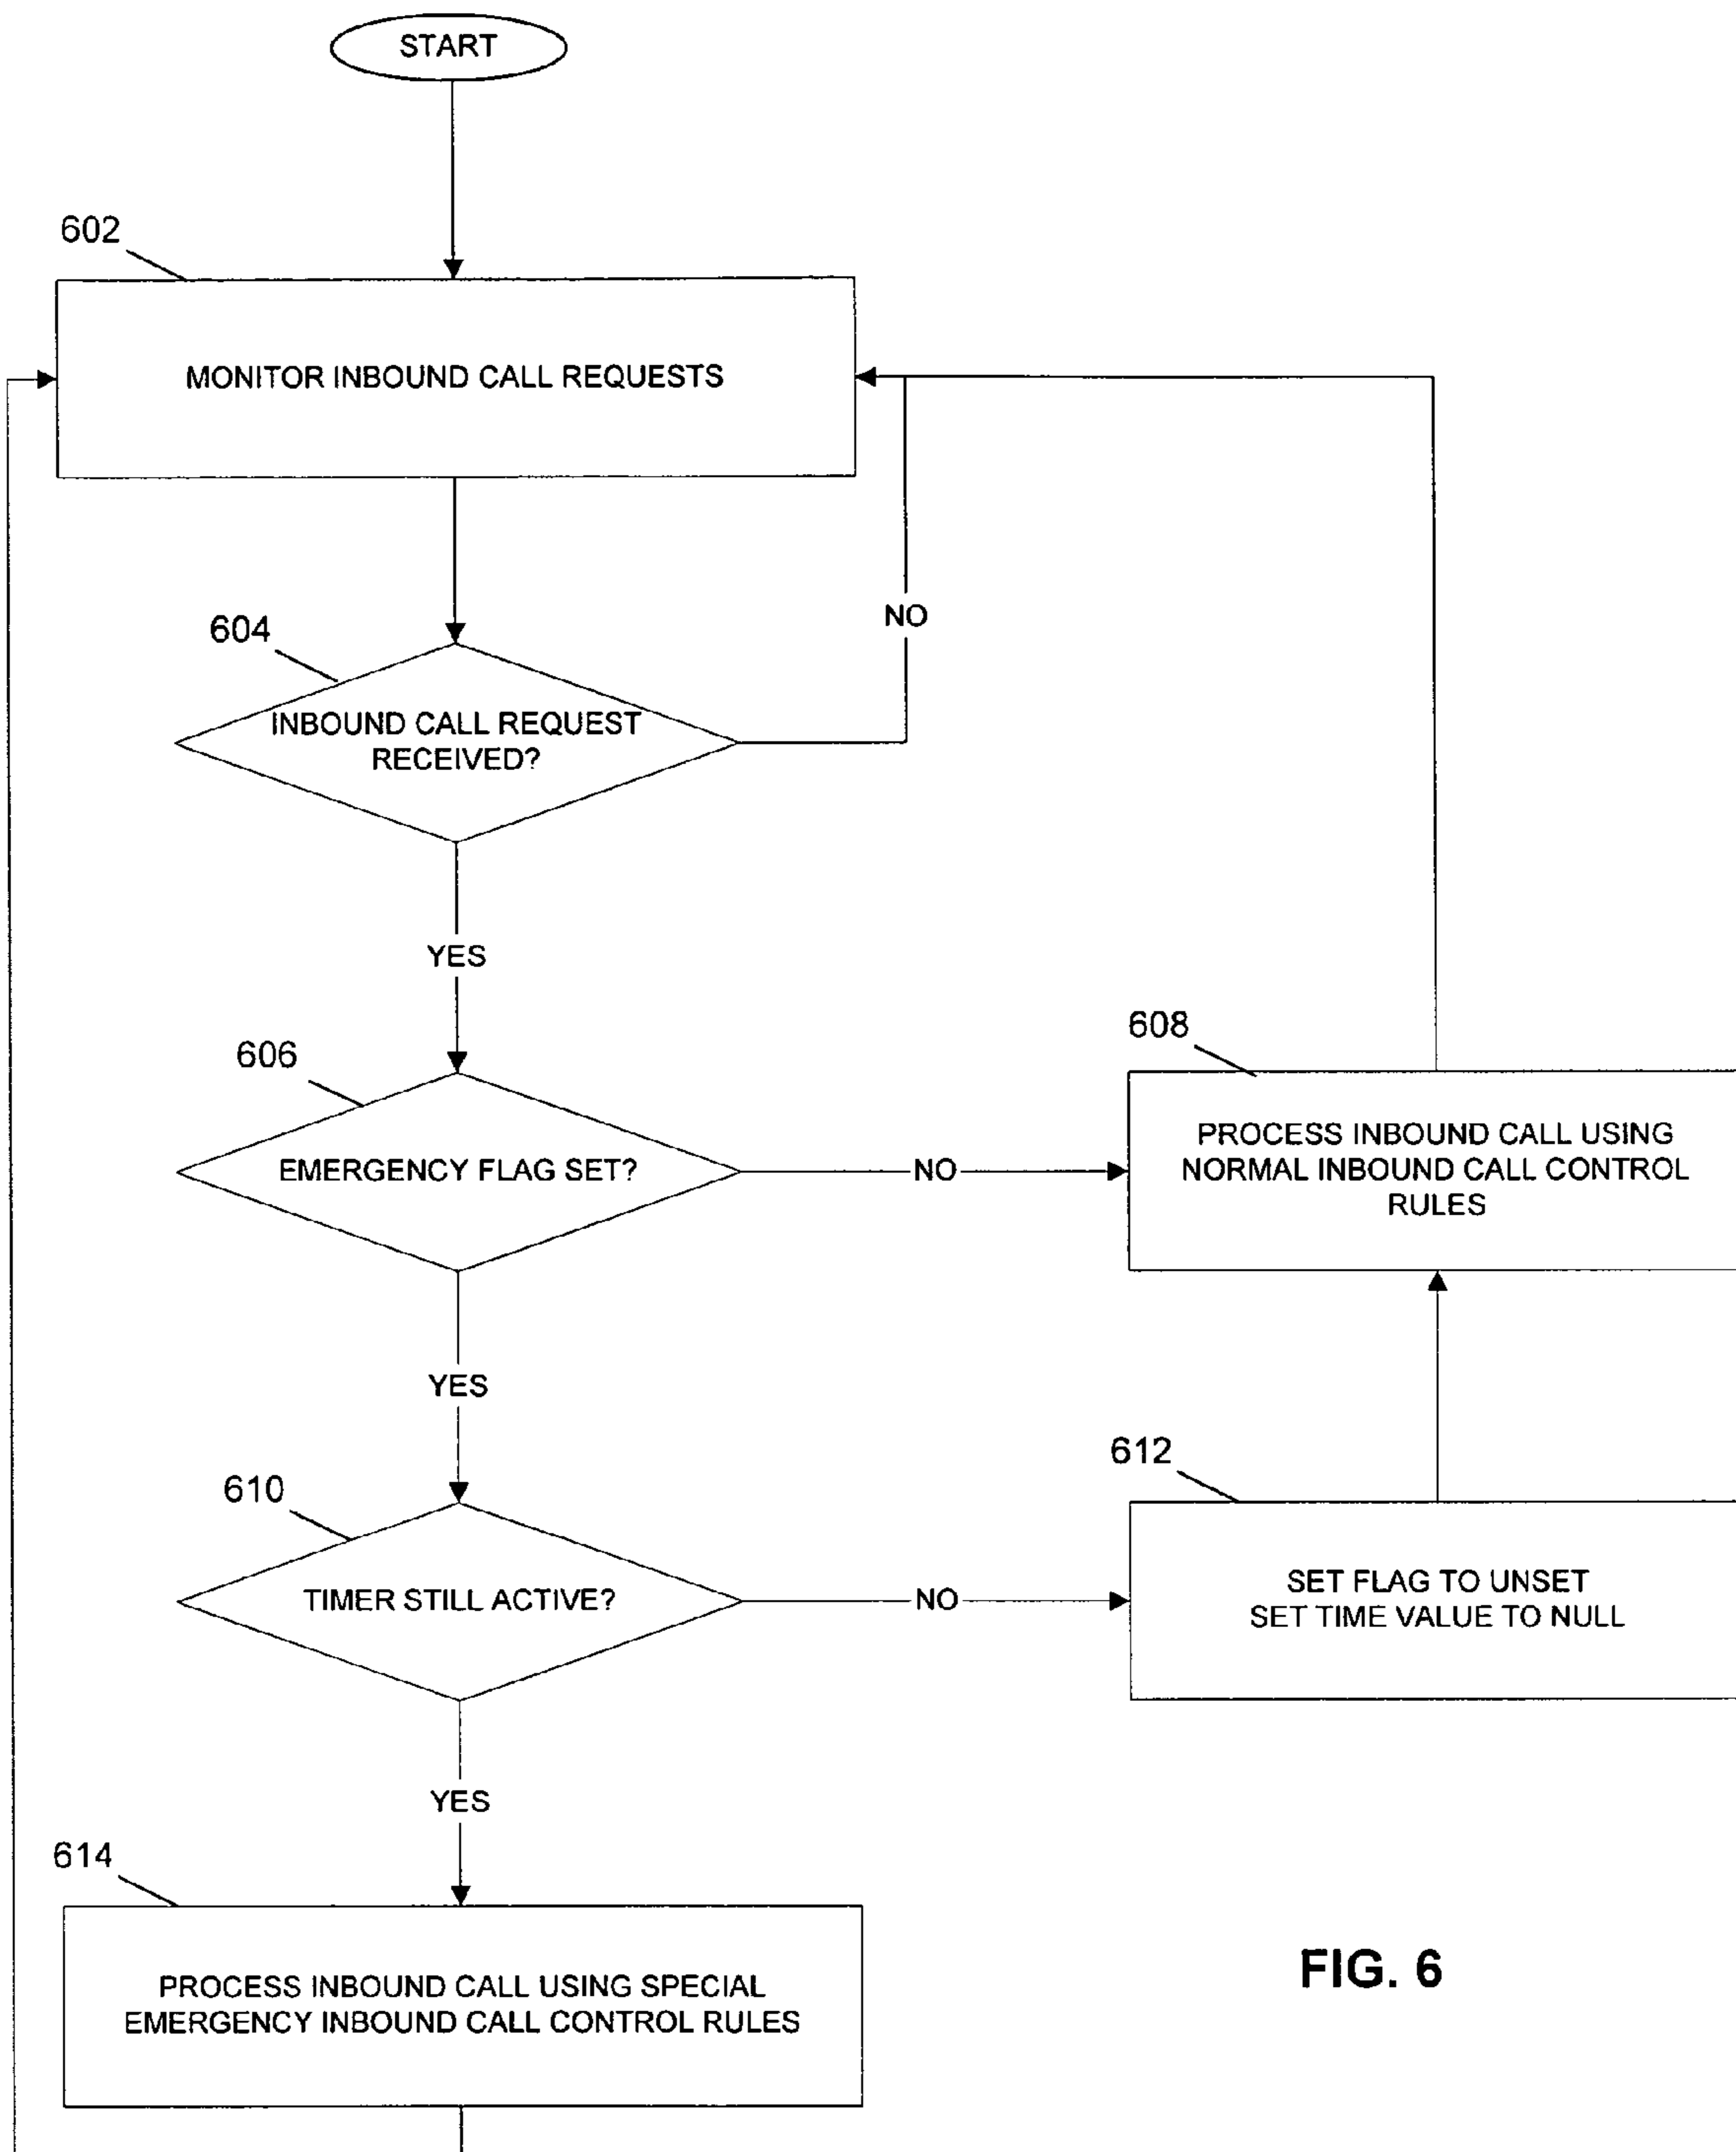 START
602
MONITOR INBOUND CALL REQUESTS
604
INBOUND CALL REQUEST
RECEIVED?
NO
YES
606
EMERGENCY FLAG SET?
NO
608
PROCESS INBOUND CALL USING
NORMAL INBOUND CALL CONTROL
RULES
YES
610
TIMER STILL ACTIVE?
NO
612
SET FLAG TO UNSET
SET TIME VALUE TO NULL
YES
614
PROCESS INBOUND CALL USING SPECIAL
EMERGENCY INBOUND CALL CONTROL RULES
FIG. 6